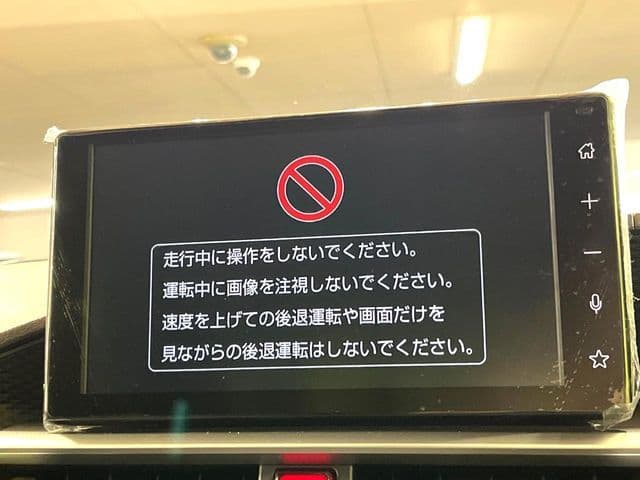 走行中に操作をしないでください。
運転中に画像を注視しないでください。
速度を上げての後退運転や画面だけを
見ながらの後退運転はしないでください。